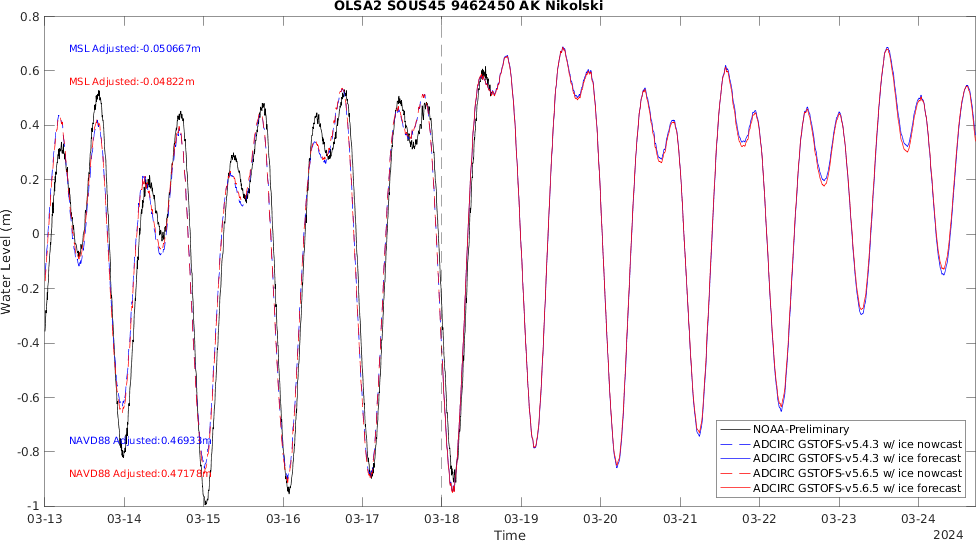 OLSA2 SOUS45 9462450 AK Nikolski
0.8
MSL Adjusted:-0.050667m
0.6
MSL Adjusted:-0.04822m
0.4
0.2
0
Water Level (m)
-0.2
-0.4
-0.6
NAVD88 Adjusted:0.46933m
-0.8
NAVD88 Adjusted:0.47178m
-1
NOAA-Preliminary
ADCIRC GSTOFS-v5.4.3 w/ ice nowcast
ADCIRC GSTOFS-v5.4.3 w/ ice forecast
ADCIRC GSTOFS-v5.6.5 w/ ice nowcast
ADCIRC GSTOFS-v5.6.5 w/ ice forecast
03-13 03-14 03-15 03-16 03-17 03-18 03-19 03-20 03-21 03-22 03-23 03-24
Time
2024